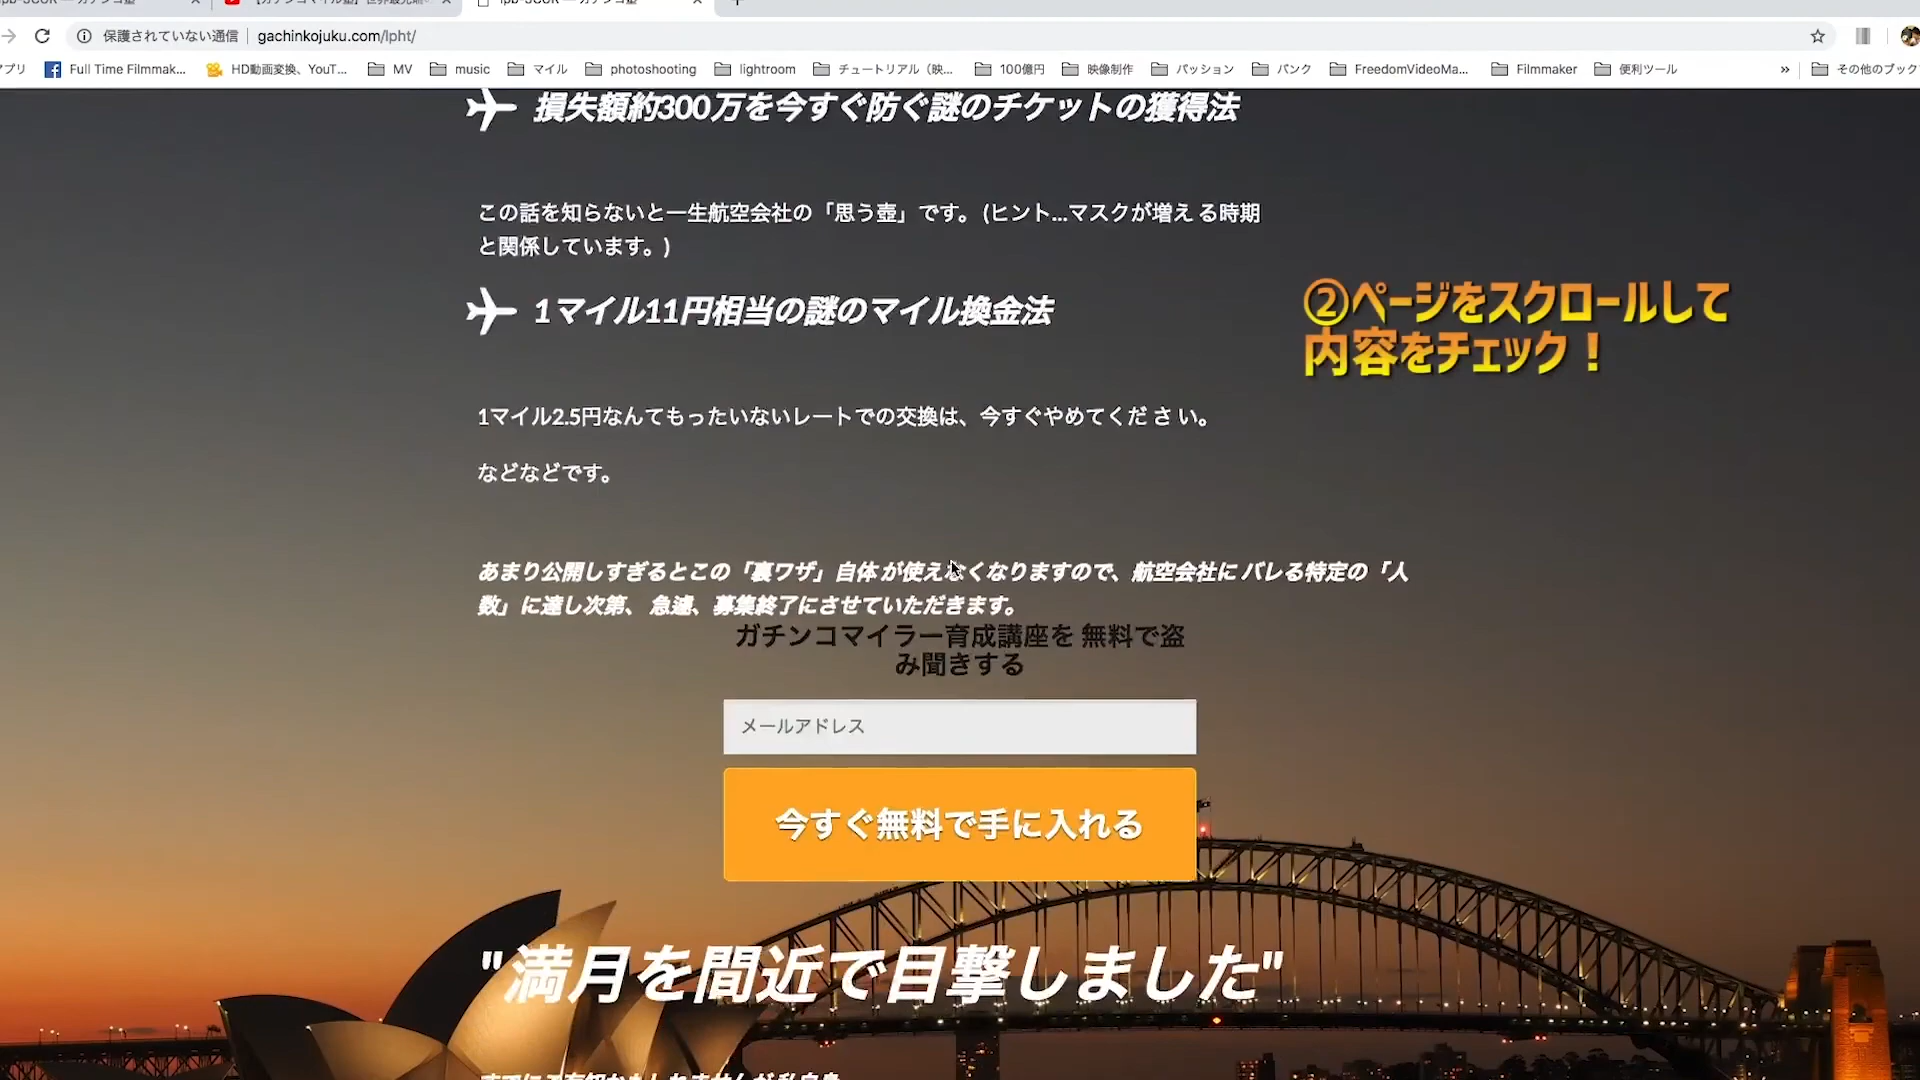 保護されていない通信 gachinkojuku.com/lpht/
プリ Full Time Filmmak... HD動画変換、YouT... MV music マイル photoshooting lightroom チュートリアル（映... 100億円 映像制作 パッション バンク FreedomVideoMa... Filmmaker 便利ツール » その他のブック
損失額約300万を今すぐ防ぐ謎のチケットの獲得法
この話を知らないと一生航空会社の「思う壺」です。(ヒント...マスクが増え る時期
と関係しています。)
1マイル11円相当の謎のマイル換金法
②ページをスクロールして
内容をチェック！
1マイル2.5円なんてもったいないレートでの交換は、今すぐやめてくだ さ い。
などなどです。
あまり公開しすぎるとこの「裏ワザ」自体 が使えなくなりますので、航空会社に バレる特定の「人
数」に達し次第、 急遽、募集終了にさせていただきます。
ガチンコマイラー育成講座を 無料で盗
み聞きする
メールアドレス
今すぐ無料で手に入れる
"満月を間近で目撃しました"